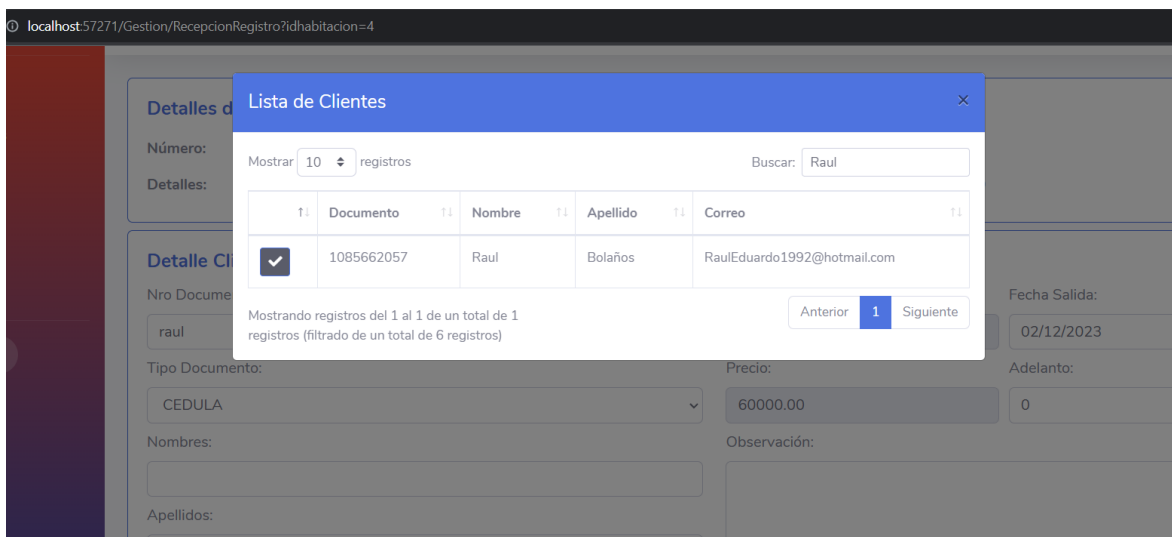 localhost:57271/Gestion/RecepcionRegistro?idhabitacion=4
Lista de Clientes ×
Detalles d
Número:
Detalles:
Mostrar 10 registros Buscar: Raul
Documento Nombre Apellido Correo
1085662057 Raul Bolaños RaulEduardo1992@hotmail.com
Mostrando registros del 1 al 1 de un total de 1
registros (filtrado de un total de 6 registros)
Anterior 1 Siguiente
Detalle Cli
Nro Docume Fecha Salida:
raul 02/12/2023
Tipo Documento: Precio: Adelanto:
CEDULA 60000.00 0
Nombres: Observación:
Apellidos: